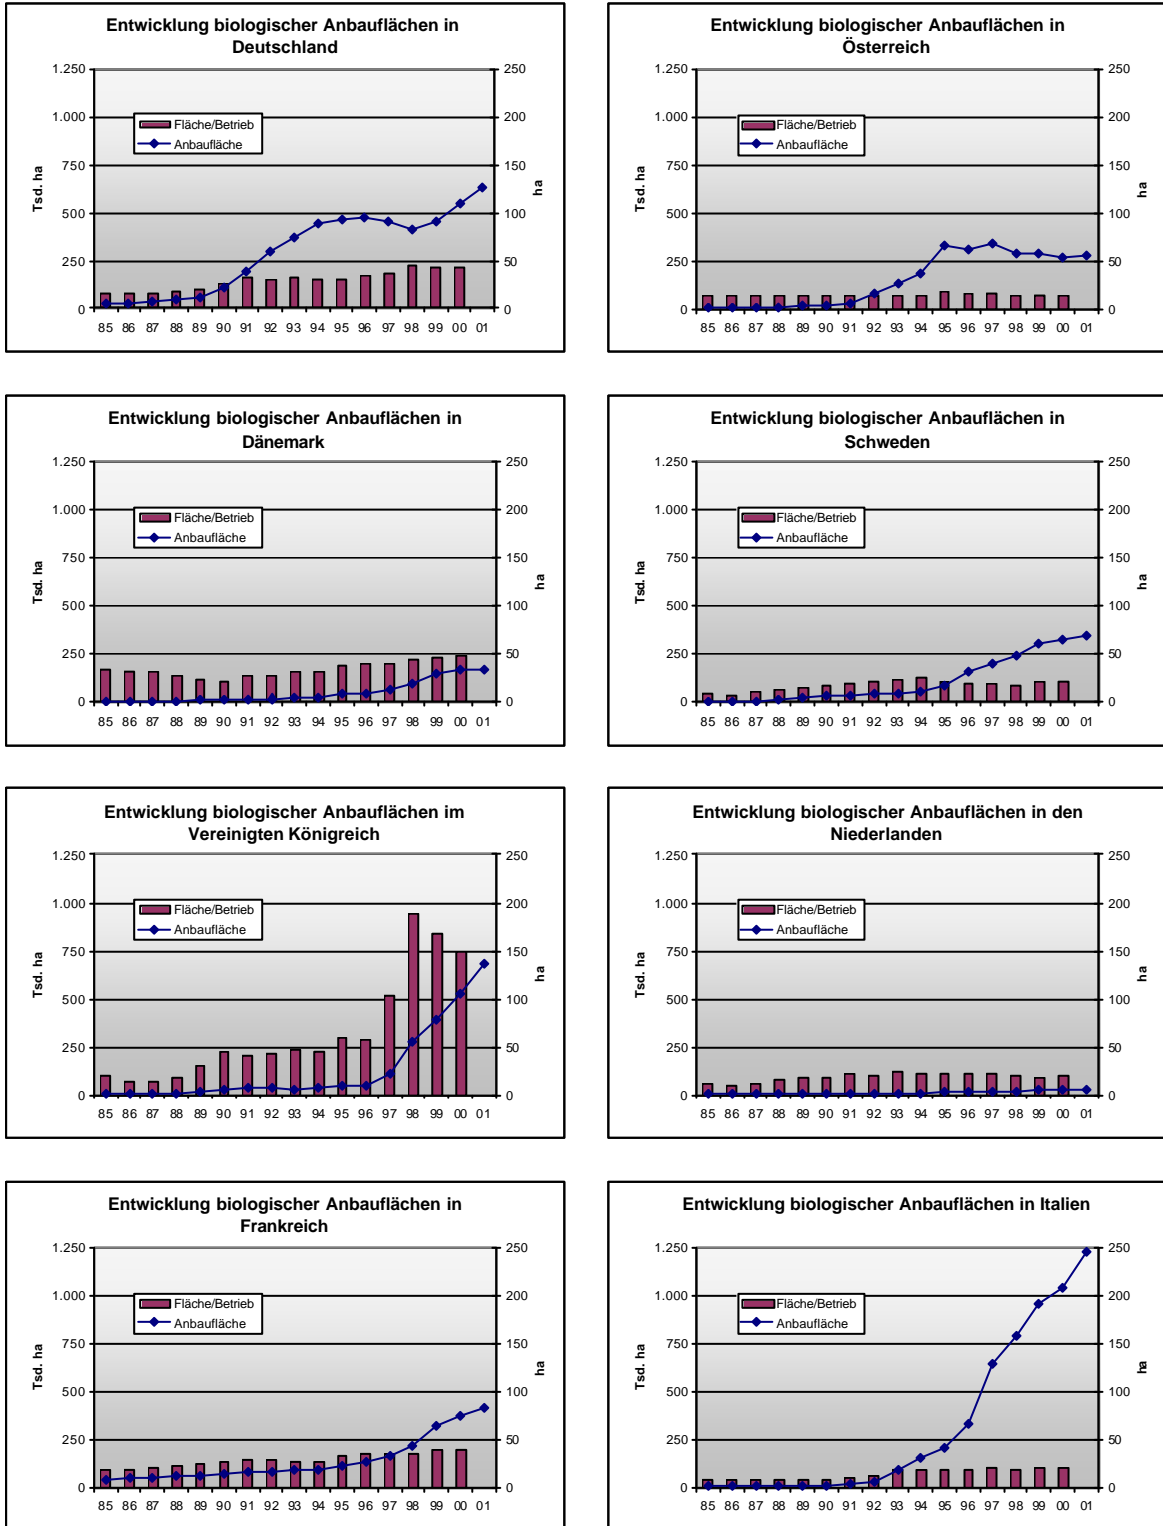 Entwicklung biologischer Anbauflächen in
Deutschland
1.250
1.000
750
500
250
0
Tsd. ha
250
200
150
100
50
0
ha
Fläche/Betrieb
Anbaufläche
85 86 87 88 89 90 91 92 93 94 95 96 97 98 99 00 01
Entwicklung biologischer Anbauflächen in
Österreich
1.250
1.000
750
500
250
0
Tsd. ha
250
200
150
100
50
0
ha
Fläche/Betrieb
Anbaufläche
85 86 87 88 89 90 91 92 93 94 95 96 97 98 99 00 01
Entwicklung biologischer Anbauflächen in
Dänemark
1.250
1.000
750
500
250
0
Tsd. ha
250
200
150
100
50
0
ha
Fläche/Betrieb
Anbaufläche
85 86 87 88 89 90 91 92 93 94 95 96 97 98 99 00 01
Entwicklung biologischer Anbauflächen in
Schweden
1.250
1.000
750
500
250
0
Tsd. ha
250
200
150
100
50
0
ha
Fläche/Betrieb
Anbaufläche
85 86 87 88 89 90 91 92 93 94 95 96 97 98 99 00 01
Entwicklung biologischer Anbauflächen im
Vereinigten Königreich
1.250
1.000
750
500
250
0
Tsd. ha
250
200
150
100
50
0
ha
Fläche/Betrieb
Anbaufläche
85 86 87 88 89 90 91 92 93 94 95 96 97 98 99 00 01
Entwicklung biologischer Anbauflächen in den
Niederlanden
1.250
1.000
750
500
250
0
Tsd. ha
250
200
150
100
50
0
ha
Fläche/Betrieb
Anbaufläche
85 86 87 88 89 90 91 92 93 94 95 96 97 98 99 00 01
Entwicklung biologischer Anbauflächen in
Frankreich
1.250
1.000
750
500
250
0
Tsd. ha
250
200
150
100
50
0
ha
Fläche/Betrieb
Anbaufläche
85 86 87 88 89 90 91 92 93 94 95 96 97 98 99 00 01
Entwicklung biologischer Anbauflächen in Italien
1.250
1.000
750
500
250
0
Tsd. ha
250
200
150
100
50
0
ha
Fläche/Betrieb
Anbaufläche
85 86 87 88 89 90 91 92 93 94 95 96 97 98 99 00 01